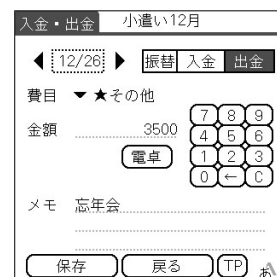 入金・出金 小遣い12月
◀ 12/26 ▶ 振替 入金 出金
費目 ▼ ★その他
金額 3500
7 8 9
4 5 6
電卓 1 2 3
0 ← C
メモ 忘年会
保存 戻る TP あ